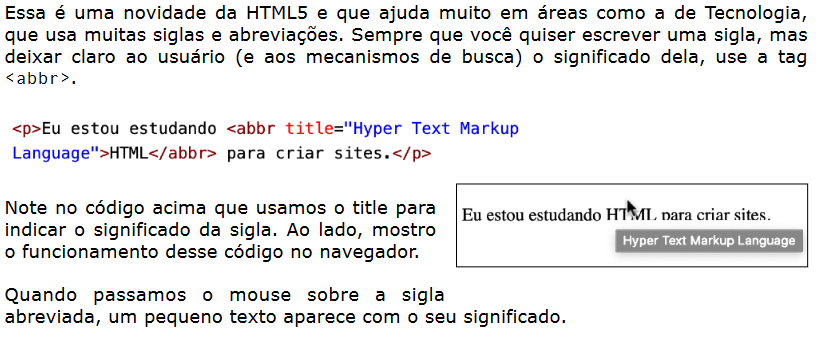 Essa é uma novidade da HTML5 e que ajuda muito em áreas como a de Tecnologia,
que usa muitas siglas e abreviações. Sempre que você quiser escrever uma sigla, mas
deixar claro ao usuário (e aos mecanismos de busca) o significado dela, use a tag
<abbr>.
<p>Eu estou estudando <abbr title="Hyper Text Markup
Language">HTML</abbr> para criar sites.</p>
Note no código acima que usamos o title para
indicar o significado da sigla. Ao lado, mostro
o funcionamento desse código no navegador.
Eu estou estudando HTML para criar sites.
Hyper Text Markup Language
Quando passamos o mouse sobre a sigla
abreviada, um pequeno texto aparece com o seu significado.